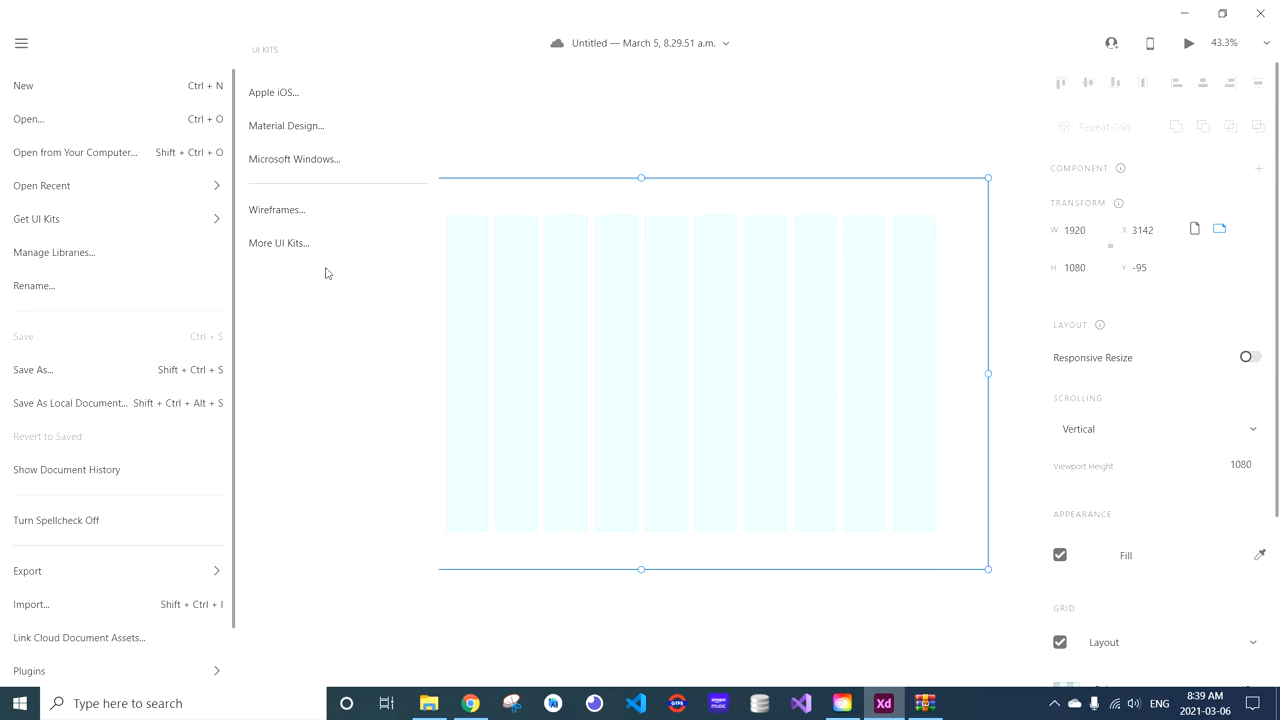 Untitled — March 5, 8.29.51 a.m.
43.3%
New Ctrl + N
Open... Ctrl + O
Open from Your Computer... Shift + Ctrl + O
Open Recent
Get UI Kits
Manage Libraries...
Rename...
Save Ctrl + S
Save As... Shift + Ctrl + S
Save As Local Document... Shift + Ctrl + Alt + S
Revert to Saved
Show Document History
Turn Spellcheck Off
Export
Import... Shift + Ctrl + I
Link Cloud Document Assets...
Plugins
UI KITS
Apple iOS...
Material Design...
Microsoft Windows...
Wireframes...
More UI Kits...
Repeat Grid
COMPONENT
TRANSFORM
W 1920 X 3142
H 1080 Y -95
LAYOUT
Responsive Resize
SCROLLING
Vertical
Viewport Height 1080
APPEARANCE
Fill
GRID
Layout
Type here to search
GTPS
amazon music
Xd
ENG
8:39 AM
2021-03-06